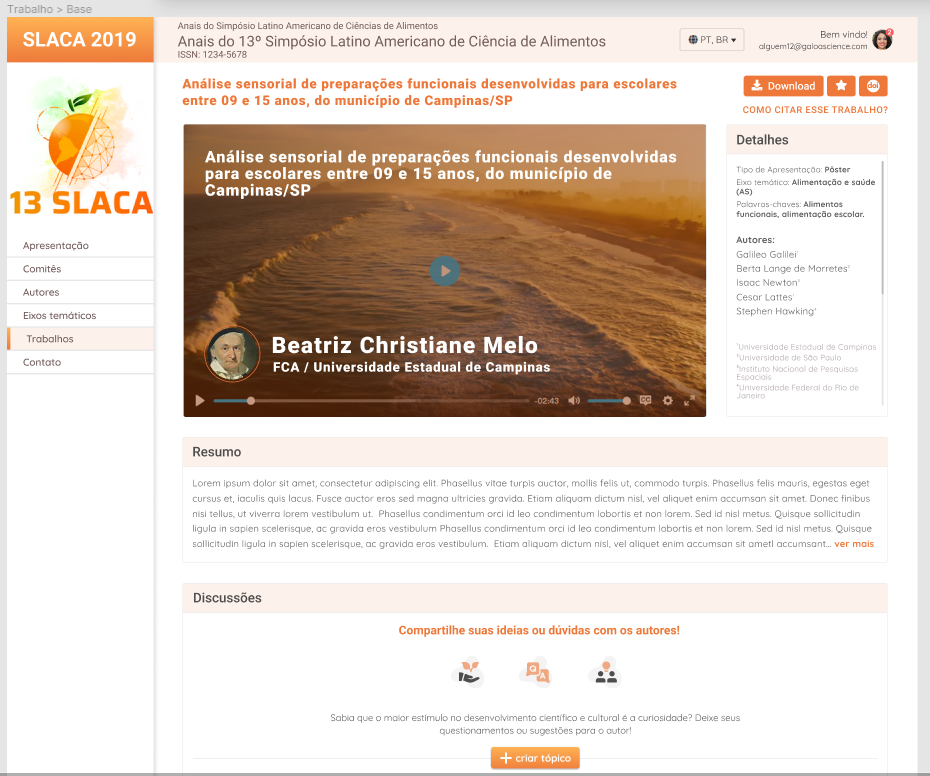 Trabalho > Base
SLACA 2019
Anais do Simpósio Latino Americano de Ciências de Alimentos
Anais do 13º Simpósio Latino Americano de Ciência de Alimentos
ISSN: 1234-5678
PT, BR
Bem vindo!
alguem12@galoascience.com
2
13 SLACA
Apresentação
Comitês
Autores
Eixos temáticos
Trabalhos
Contato
Análise sensorial de preparações funcionais desenvolvidas para escolares
entre 09 e 15 anos, do município de Campinas/SP
Download
doi
COMO CITAR ESSE TRABALHO?
Análise sensorial de preparações funcionais desenvolvidas
para escolares entre 09 e 15 anos, do município de
Campinas/SP
Beatriz Christiane Melo
FCA / Universidade Estadual de Campinas
-02:43
CC
Detalhes
Tipo de Apresentação: Pôster
Eixo temático: Alimentação e saúde
(AS)
Palavras-chaves: Alimentos
funcionais, alimentação escolar.
Autores:
Galileo Galilei
Berta Lange de Morretes
Isaac Newton
Cesar Lattes
Stephen Hawking
Universidade Estadual de Campinas
Universidade de São Paulo
Instituto Nacional de Pesquisas
Espaciais
Universidade Federal do Rio de
Janeiro
Resumo
Lorem ipsum dolor sit amet, consectetur adipiscing elit. Phasellus vitae turpis auctor, mollis felis ut, commodo turpis. Phasellus felis mauris, egestas eget
cursus et, iaculis quis lacus. Fusce auctor eros sed magna ultricies gravida. Etiam aliquam dictum nisl, vel aliquet enim accumsan sit amet. Donec finibus
nisi tellus, ut viverra lorem vestibulum ut.  Phasellus condimentum orci id leo condimentum lobortis et non lorem. Sed id nisl metus. Quisque sollicitudin
ligula in sapien scelerisque, ac gravida eros vestibulum Phasellus condimentum orci id leo condimentum lobortis et non lorem. Sed id nisl metus. Quisque
sollicitudin ligula in sapien scelerisque, ac gravida eros vestibulum.  Etiam aliquam dictum nisl, vel aliquet enim accumsan sit ametl accumsant... ver mais
Discussões
Compartilhe suas ideias ou dúvidas com os autores!
Q
A
Sabia que o maior estímulo no desenvolvimento científico e cultural é a curiosidade? Deixe seus
questionamentos ou sugestões para o autor!
criar tópico